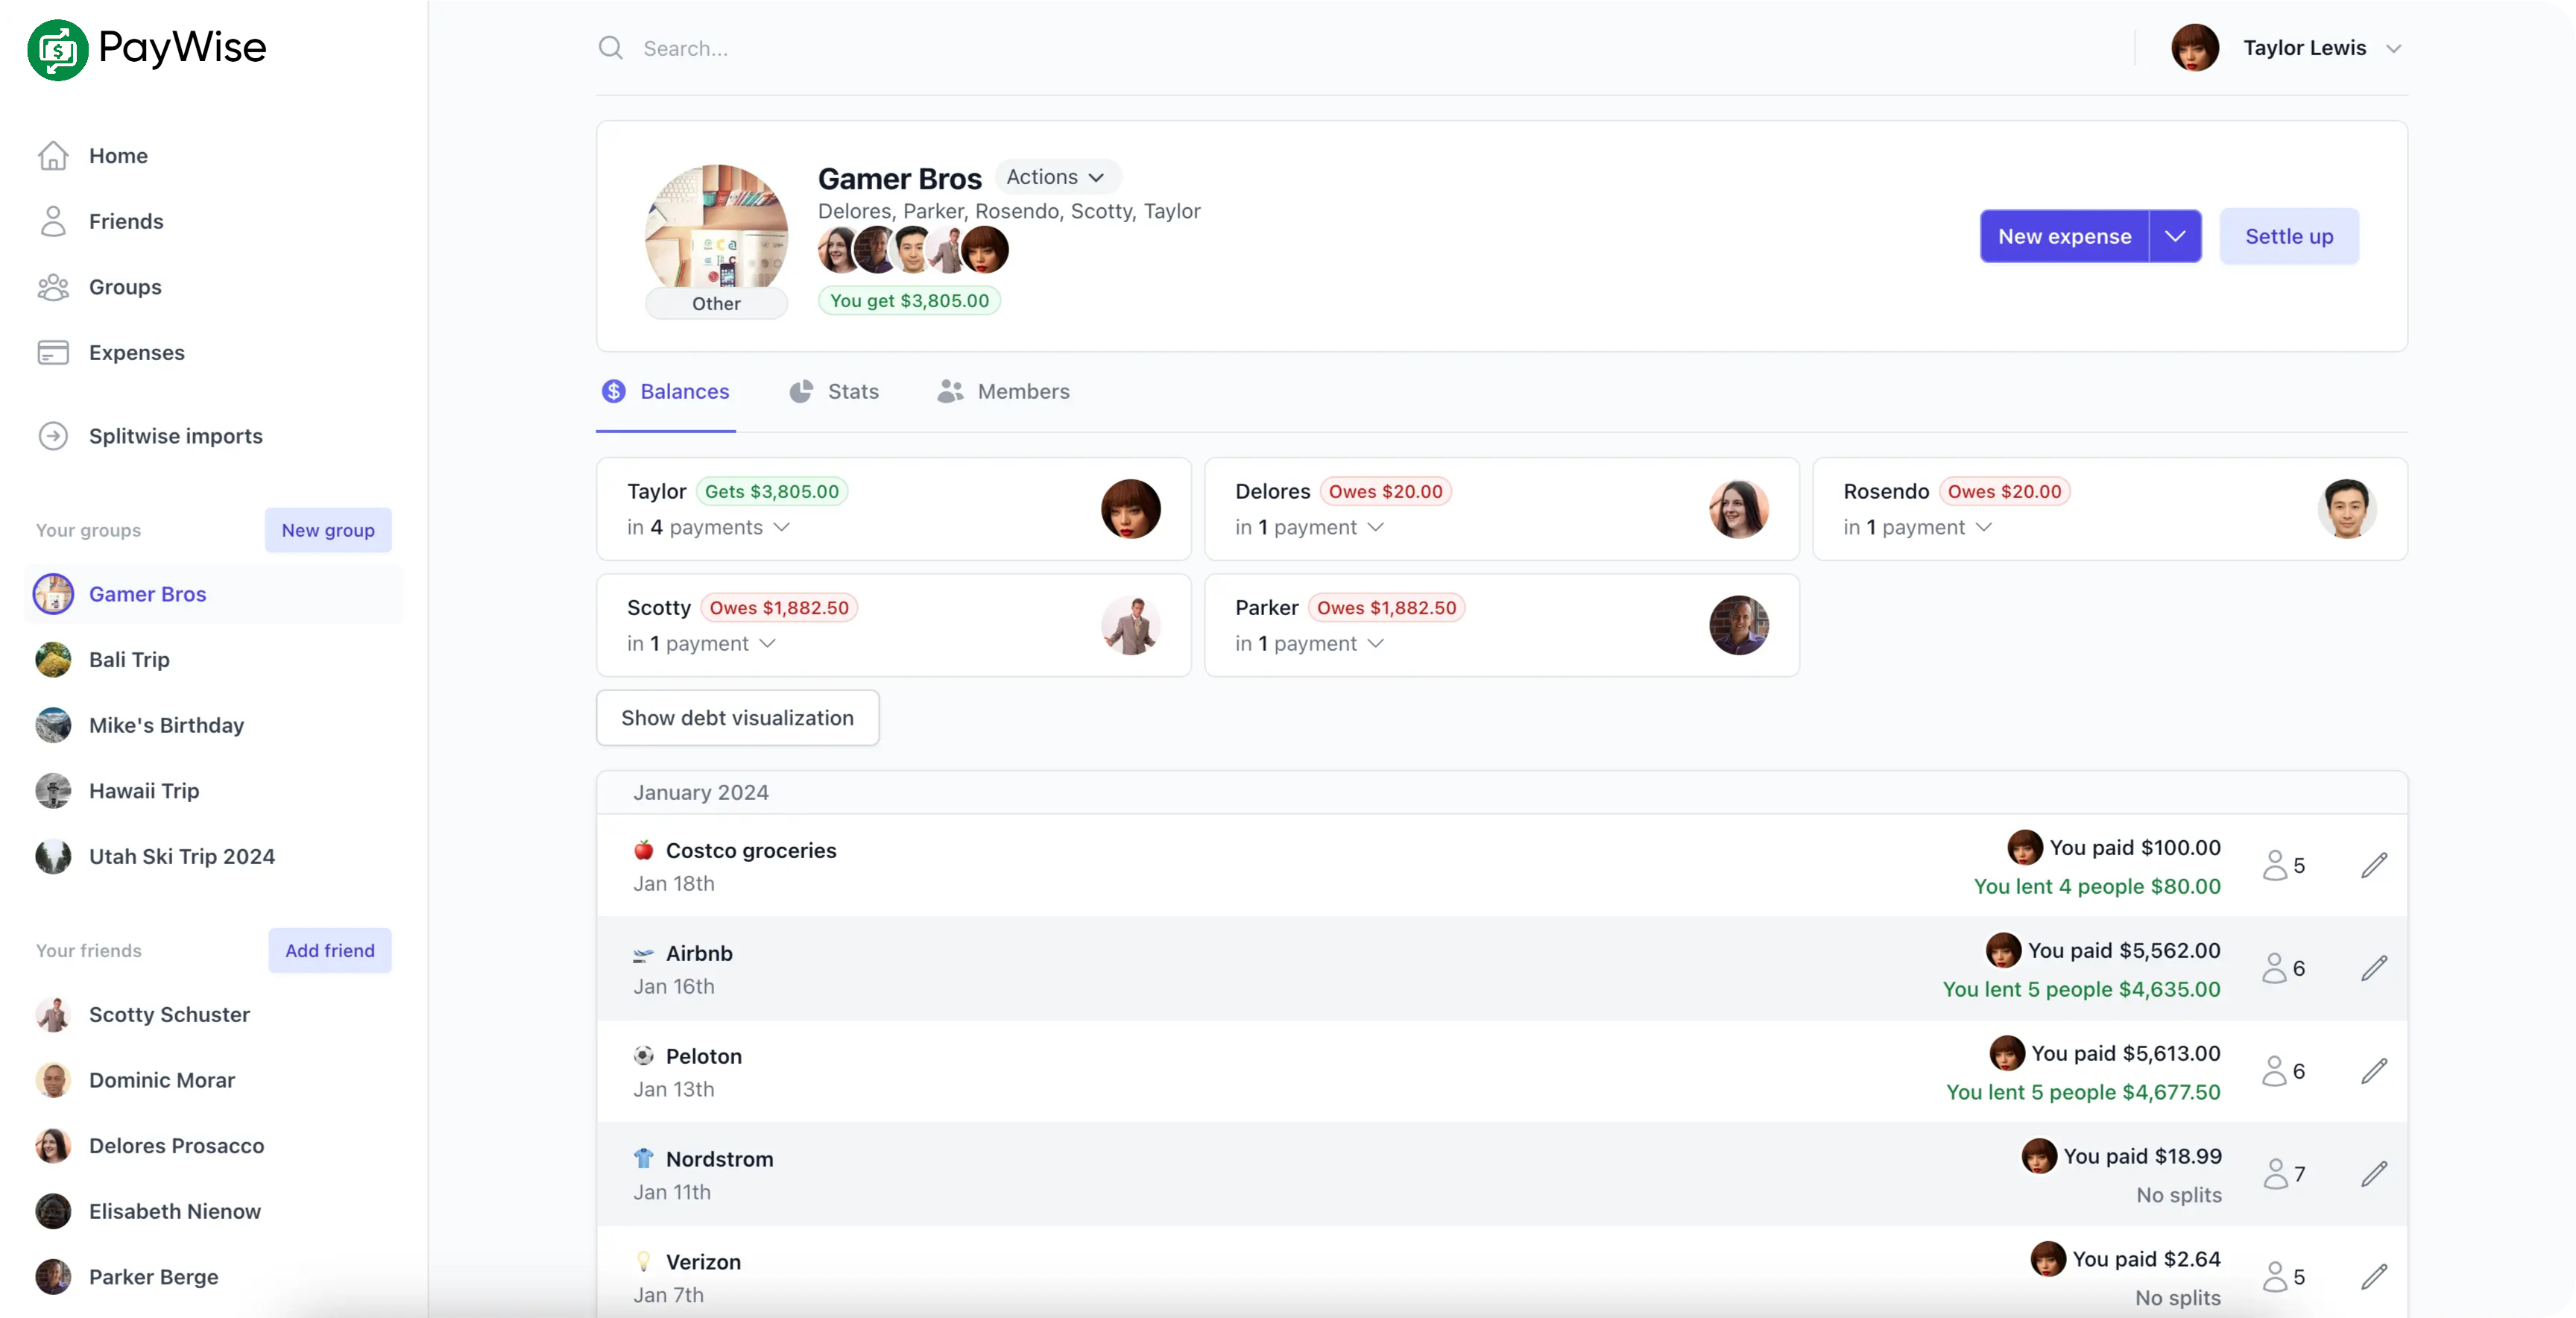 PayWise
Search...
Taylor Lewis
Home
Friends
Groups
Expenses
Splitwise imports
Your groups
New group
Gamer Bros
Bali Trip
Mike's Birthday
Hawaii Trip
Utah Ski Trip 2024
Your friends
Add friend
Scotty Schuster
Dominic Morar
Delores Prosacco
Elisabeth Nienow
Parker Berge
Gamer Bros Actions
Delores, Parker, Rosendo, Scotty, Taylor
Other
You get $3,805.00
New expense
Settle up
Balances
Stats
Members
Taylor Gets $3,805.00
in 4 payments
Delores Owes $20.00
in 1 payment
Rosendo Owes $20.00
in 1 payment
Scotty Owes $1,882.50
in 1 payment
Parker Owes $1,882.50
in 1 payment
Show debt visualization
January 2024
Costco groceries
Jan 18th
You paid $100.00
You lent 4 people $80.00
5
Airbnb
Jan 16th
You paid $5,562.00
You lent 5 people $4,635.00
6
Peloton
Jan 13th
You paid $5,613.00
You lent 5 people $4,677.50
6
Nordstrom
Jan 11th
You paid $18.99
No splits
7
Verizon
Jan 7th
You paid $2.64
No splits
5